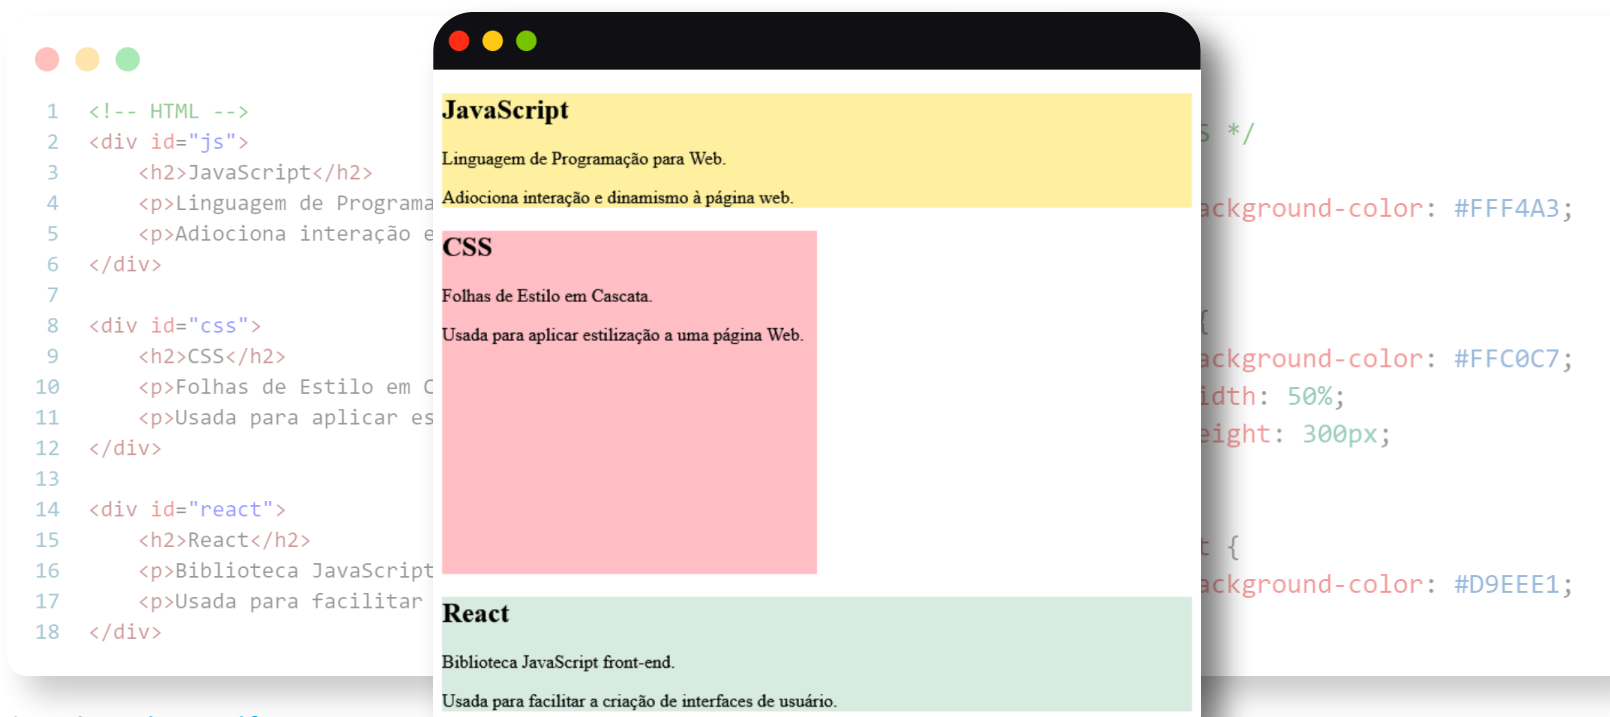 1 <!-- HTML -->
2 <div id="js">
3 <h2>JavaScript</h2>
4 <p>Linguagem de Programa
5 <p>Adiociona interação e
6 </div>
7
8 <div id="css">
9 <h2>CSS</h2>
10 <p>Folhas de Estilo em C
11 <p>Usada para aplicar es
12 </div>
13
14 <div id="react">
15 <h2>React</h2>
16 <p>Biblioteca JavaScript
17 <p>Usada para facilitar
18 </div>
JavaScript
Linguagem de Programação para Web.
Adiociona interação e dinamismo à página web.
CSS
Folhas de Estilo em Cascata.
Usada para aplicar estilização a uma página Web.
React
Biblioteca JavaScript front-end.
Usada para facilitar a criação de interfaces de usuário.
S */
ackground-color: #FFF4A3;
{
ackground-color: #FFC0C7;
idth: 50%;
eight: 300px;
t {
ackground-color: #D9EEE1;